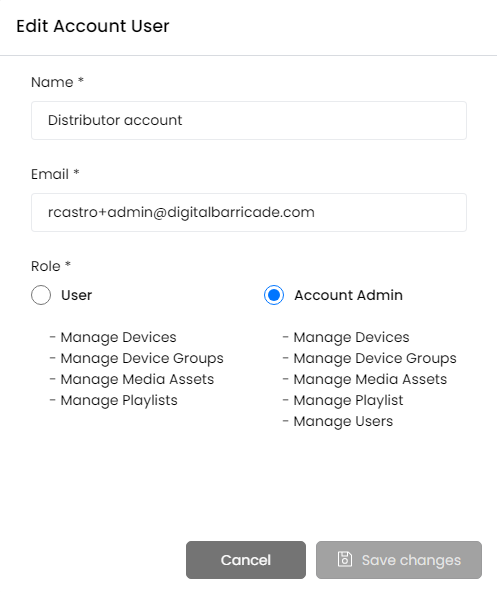 Edit Account User
Name *
Distributor account
Email *
rcastro+admin@digitalbarricade.com
Role *
User
- Manage Devices
- Manage Device Groups
- Manage Media Assets
- Manage Playlists
Account Admin
- Manage Devices
- Manage Device Groups
- Manage Media Assets
- Manage Playlist
- Manage Users
Cancel
Save changes